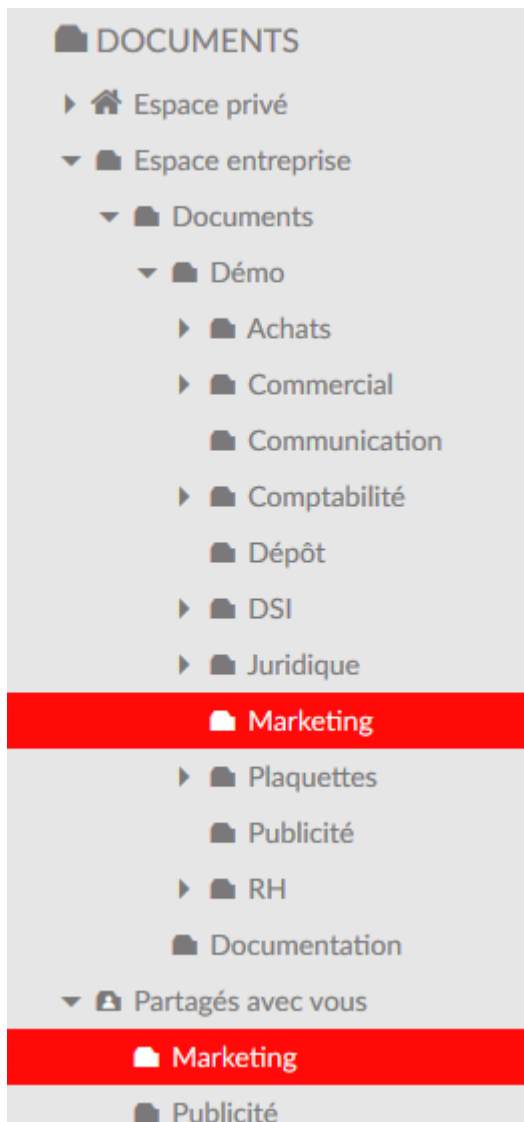 DOCUMENTS
Espace privé
Espace entreprise
Documents
Démo
Achats
Commercial
Communication
Comptabilité
Dépôt
DSI
Juridique
Marketing
Plaquettes
Publicité
RH
Documentation
Partagés avec vous
Marketing
Publicité